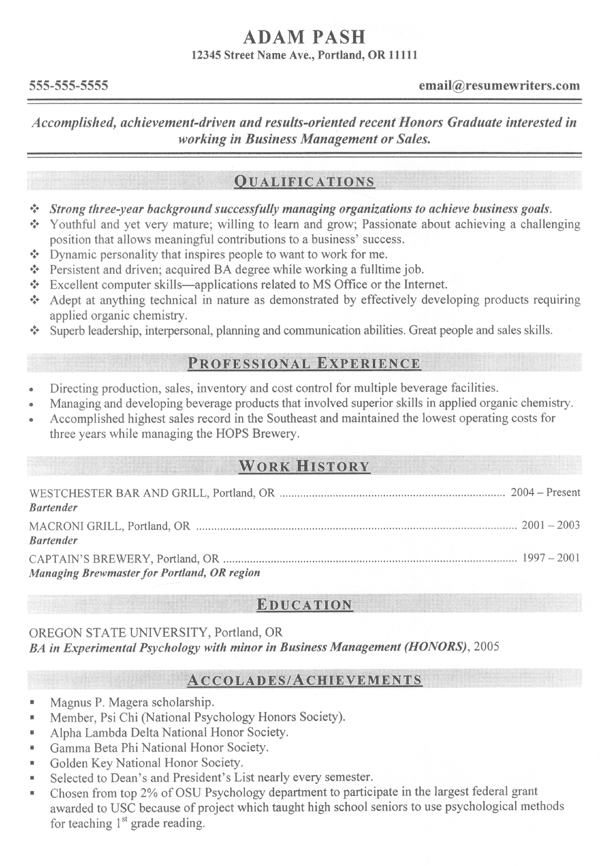 ADAM PASH
12345 Street Name Ave., Portland, OR 11111
555-555-5555 email@resumewriters.com
Accomplished, achievement-driven and results-oriented recent Honors Graduate interested in
working in Business Management or Sales.
QUALIFICATIONS
❖ Strong three-year background successfully managing organizations to achieve business goals.
❖ Youthful and yet very mature; willing to learn and grow; Passionate about achieving a challenging
position that allows meaningful contributions to a business' success.
❖ Dynamic personality that inspires people to want to work for me.
❖ Persistent and driven; acquired BA degree while working a fulltime job.
❖ Excellent computer skills—applications related to MS Office or the Internet.
❖ Adept at anything technical in nature as demonstrated by effectively developing products requiring
applied organic chemistry.
❖ Superb leadership, interpersonal, planning and communication abilities. Great people and sales skills.
PROFESSIONAL EXPERIENCE
• Directing production, sales, inventory and cost control for multiple beverage facilities.
• Managing and developing beverage products that involved superior skills in applied organic chemistry.
• Accomplished highest sales record in the Southeast and maintained the lowest operating costs for
three years while managing the HOPS Brewery.
WORK HISTORY
WESTCHESTER BAR AND GRILL, Portland, OR ........ 2004 – Present
Bartender
MACRONI GRILL, Portland, OR ........ 2001 – 2003
Bartender
CAPTAIN'S BREWERY, Portland, OR ........ 1997 – 2001
Managing Brewmaster for Portland, OR region
EDUCATION
OREGON STATE UNIVERSITY, Portland, OR
BA in Experimental Psychology with minor in Business Management (HONORS), 2005
ACCOLADES/ACHIEVEMENTS
▪ Magnus P. Magera scholarship.
▪ Member, Psi Chi (National Psychology Honors Society).
▪ Alpha Lambda Delta National Honor Society.
▪ Gamma Beta Phi National Honor Society.
▪ Golden Key National Honor Society.
▪ Selected to Dean's and President's List nearly every semester.
▪ Chosen from top 2% of OSU Psychology department to participate in the largest federal grant
awarded to USC because of project which taught high school seniors to use psychological methods
for teaching 1st grade reading.